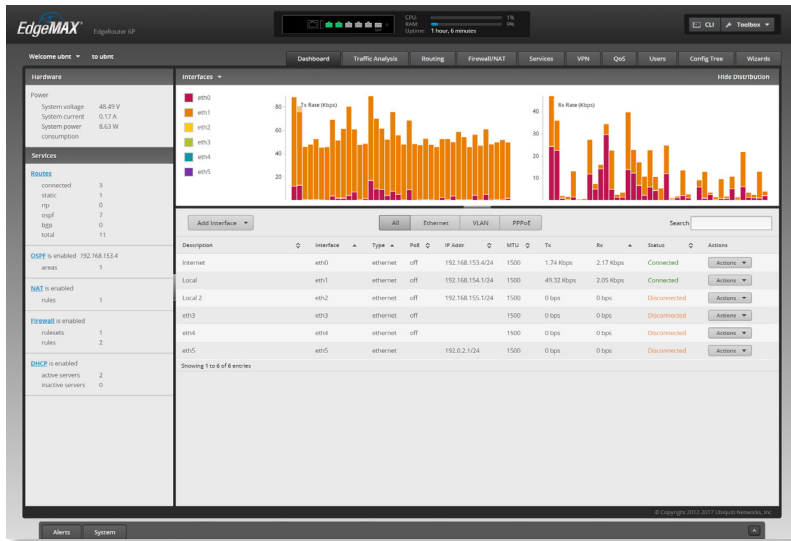 EdgeMAX EdgeRouter 6P
CPU: 1%
RAM: 9%
Uptime: 1 hour, 6 minutes
CLI Toolbox
Welcome ubnt to ubnt
Dashboard Traffic Analysis Routing Firewall/NAT Services VPN QoS Users Config Tree Wizards
Hardware
Power
System voltage 48.49 V
System current 0.17 A
System power consumption 8.63 W
Services
Routes
connected 3
static 1
rip 0
ospf 7
bgp 0
total 11
OSPF is enabled 192.168.153.4
areas 1
NAT is enabled
rules 1
Firewall is enabled
rulesets 1
rules 2
DHCP is enabled
active servers 2
inactive servers 0
Interfaces Hide Distribution
eth0
eth1
eth2
eth3
eth4
eth5
Tx Rate (Kbps)
80
60
40
20
Rx Rate (Kbps)
40
30
20
10
Add Interface All Ethernet VLAN PPPoE Search
Description Interface Type PoE IP Addr MTU Tx Rx Status Actions
Internet eth0 ethernet off 192.168.153.4/24 1500 1.74 Kbps 2.17 Kbps Connected Actions
Local eth1 ethernet off 192.168.154.1/24 1500 49.32 Kbps 2.05 Kbps Connected Actions
Local 2 eth2 ethernet off 192.168.155.1/24 1500 0 bps 0 bps Disconnected Actions
eth3 eth3 ethernet off 1500 0 bps 0 bps Disconnected Actions
eth4 eth4 ethernet off 1500 0 bps 0 bps Disconnected Actions
eth5 eth5 ethernet 192.0.2.1/24 1500 0 bps 0 bps Disconnected Actions
Showing 1 to 6 of 6 entries
© Copyright 2012-2017 Ubiquiti Networks, Inc.
Alerts System